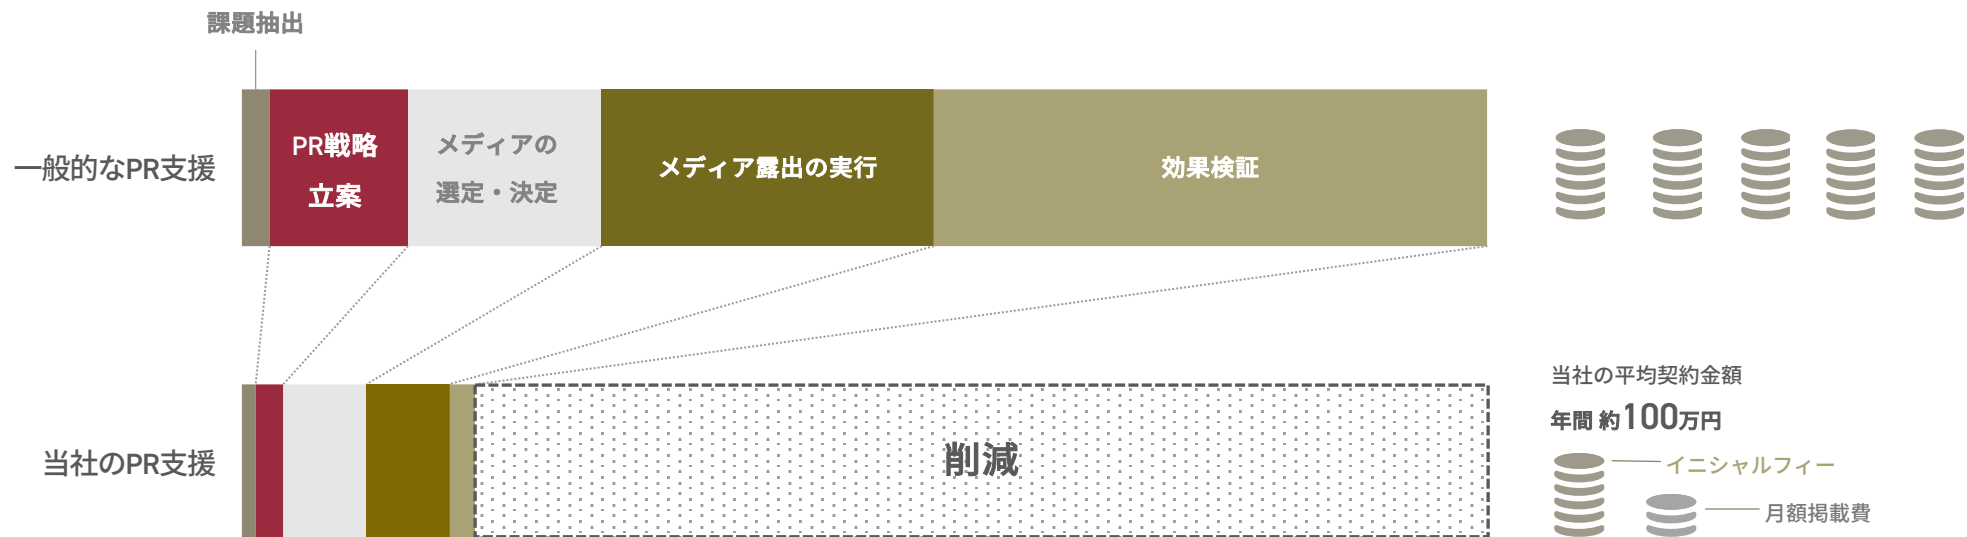 課題抽出
一般的なPR支援
PR戦略
立案
メディアの
選定・決定
メディア露出の実行
効果検証
当社のPR支援
削減
当社の平均契約金額
年間 約100万円
イニシャルフィー
月額掲載費